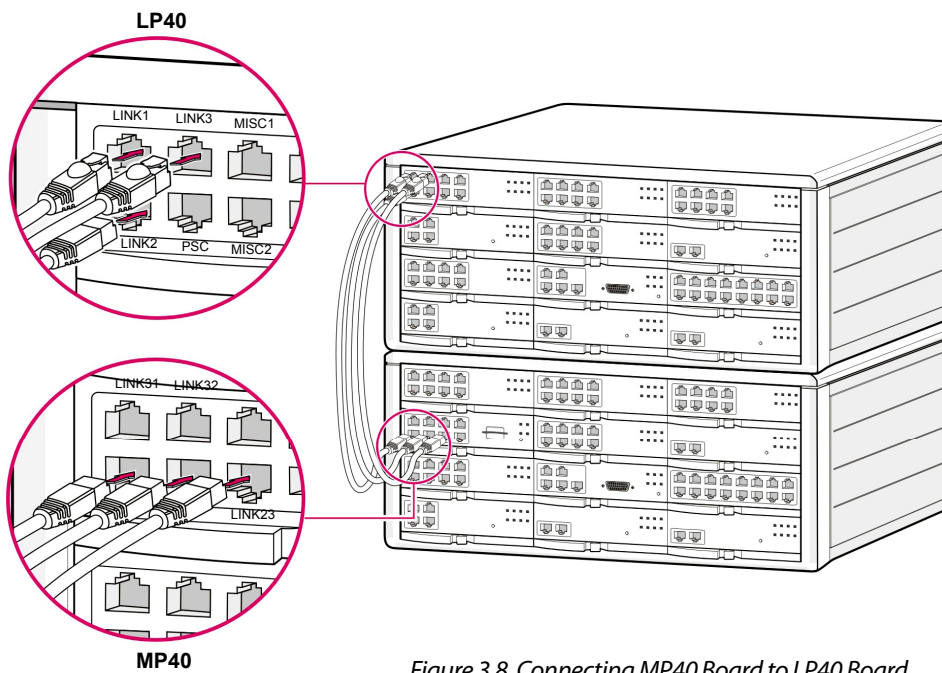 LP40
LINK1 LINK3 MISC1
LINK2 PSC MISC2
LINK31 LINK32
LINK23
MP40
Figure 3.8 Connecting MP40 Board to LP40 Board